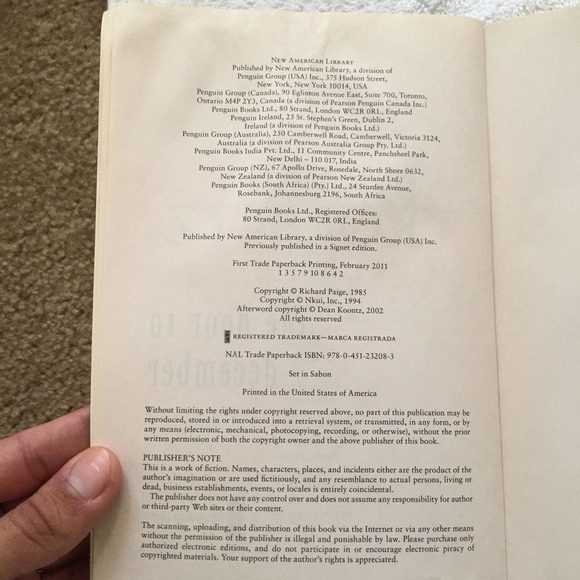 NEW AMERICAN LIBRARY
Published by New American Library, a division of
Penguin Group (USA) Inc., 375 Hudson Street,
New York, New York 10014, USA
Penguin Group (Canada), 90 Eglinton Avenue East, Suite 700, Toronto,
Ontario M4P 2Y3, Canada (a division of Pearson Penguin Canada Inc.)
Penguin Books Ltd., 80 Strand, London WC2R 0RL, England
Penguin Ireland, 25 St. Stephen's Green, Dublin 2,
Ireland (a division of Penguin Books Ltd.)
Penguin Group (Australia), 250 Camberwell Road, Camberwell, Victoria 3124,
Australia (a division of Pearson Australia Group Pty. Ltd.)
Penguin Books India Pvt. Ltd., 11 Community Centre, Panchsheel Park,
New Delhi – 110 017, India
Penguin Group (NZ), 67 Apollo Drive, Rosedale, North Shore 0632,
New Zealand (a division of Pearson New Zealand Ltd.)
Penguin Books (South Africa) (Pty.) Ltd., 24 Sturdee Avenue,
Rosebank, Johannesburg 2196, South Africa
Penguin Books Ltd., Registered Offices:
80 Strand, London WC2R 0RL, England
Published by New American Library, a division of Penguin Group (USA) Inc.
Previously published in a Signet edition.
First Trade Paperback Printing, February 2011
1 3 5 7 9 10 8 6 4 2
Copyright © Richard Paige, 1985
Copyright © Nkui, Inc., 1994
Afterword copyright © Dean Koontz, 2002
All rights reserved
REGISTERED TRADEMARK—MARCA REGISTRADA
NAL Trade Paperback ISBN: 978-0-451-23208-3
Set in Sabon
Printed in the United States of America
Without limiting the rights under copyright reserved above, no part of this publication may be
reproduced, stored in or introduced into a retrieval system, or transmitted, in any form, or by
any means (electronic, mechanical, photocopying, recording, or otherwise), without the prior
written permission of both the copyright owner and the above publisher of this book.
PUBLISHER'S NOTE
This is a work of fiction. Names, characters, places, and incidents either are the product of the
author's imagination or are used fictitiously, and any resemblance to actual persons, living or
dead, business establishments, events, or locales is entirely coincidental.
The publisher does not have any control over and does not assume any responsibility for author
or third-party Web sites or their content.
The scanning, uploading, and distribution of this book via the Internet or via any other means
without the permission of the publisher is illegal and punishable by law. Please purchase only
authorized electronic editions, and do not participate in or encourage electronic piracy of
copyrighted materials. Your support of the author's rights is appreciated.